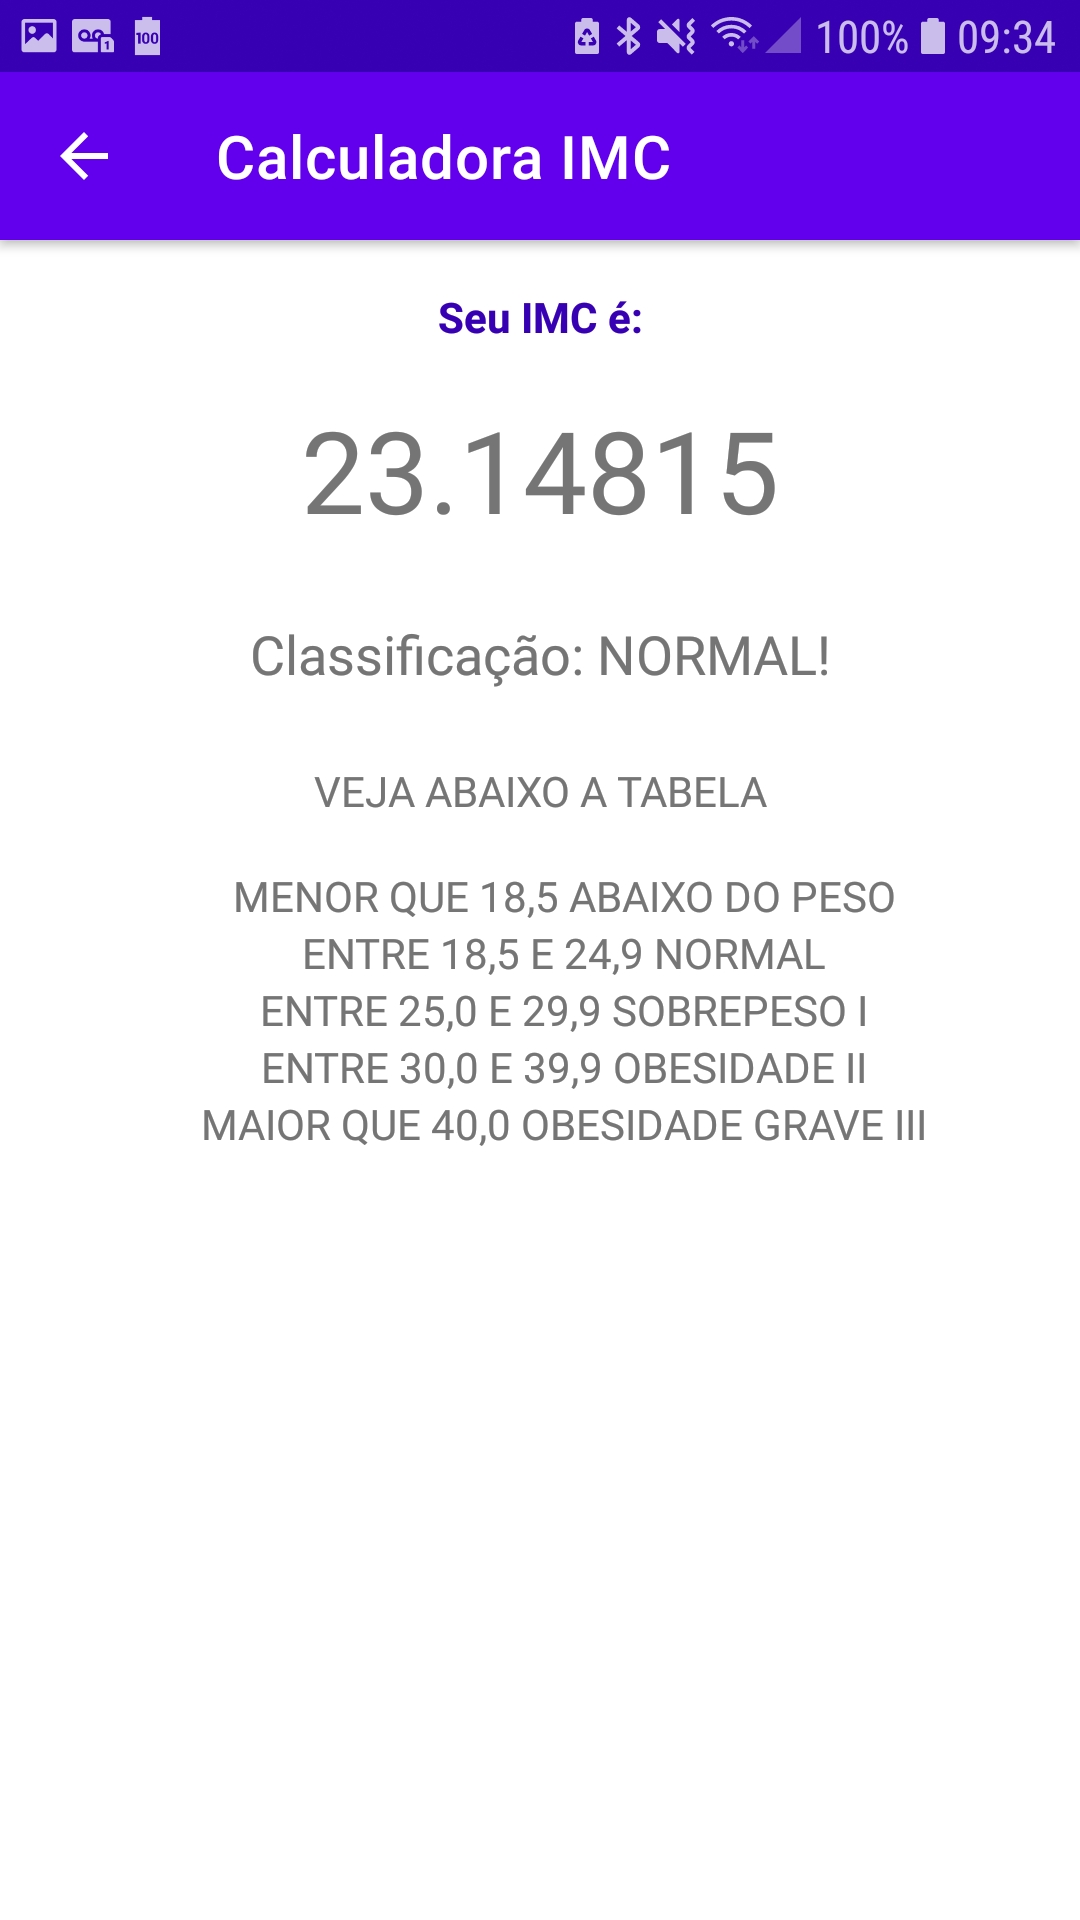 100 100% 09:34
Calculadora IMC
Seu IMC é:
23.14815
Classificação: NORMAL!
VEJA ABAIXO A TABELA
MENOR QUE 18,5 ABAIXO DO PESO
ENTRE 18,5 E 24,9 NORMAL
ENTRE 25,0 E 29,9 SOBREPESO I
ENTRE 30,0 E 39,9 OBESIDADE II
MAIOR QUE 40,0 OBESIDADE GRAVE III